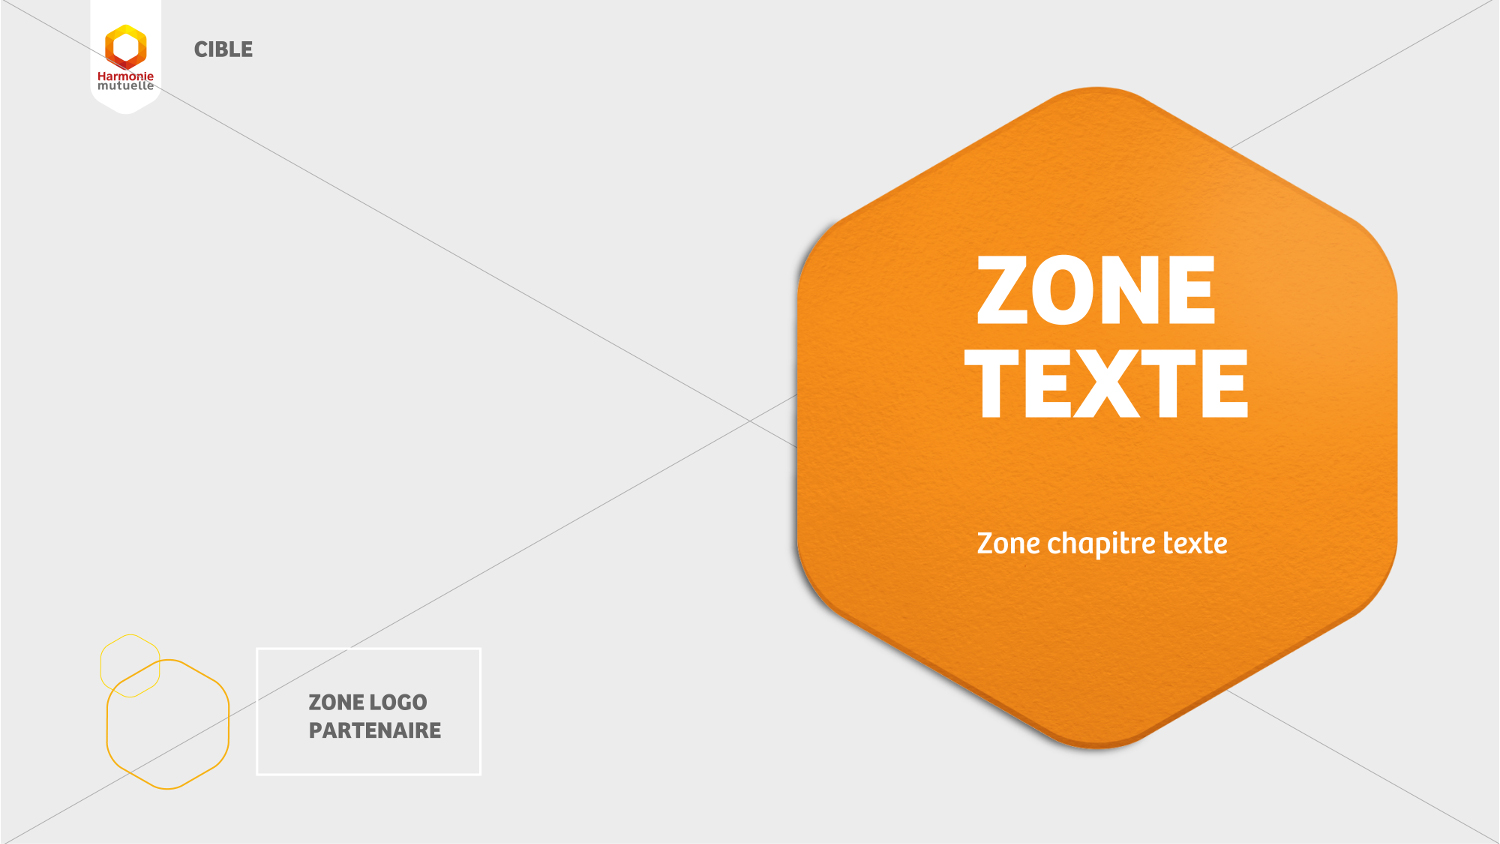 Harmonie
mutuelle
CIBLE
ZONE
TEXTE
Zone chapitre texte
ZONE LOGO
PARTENAIRE